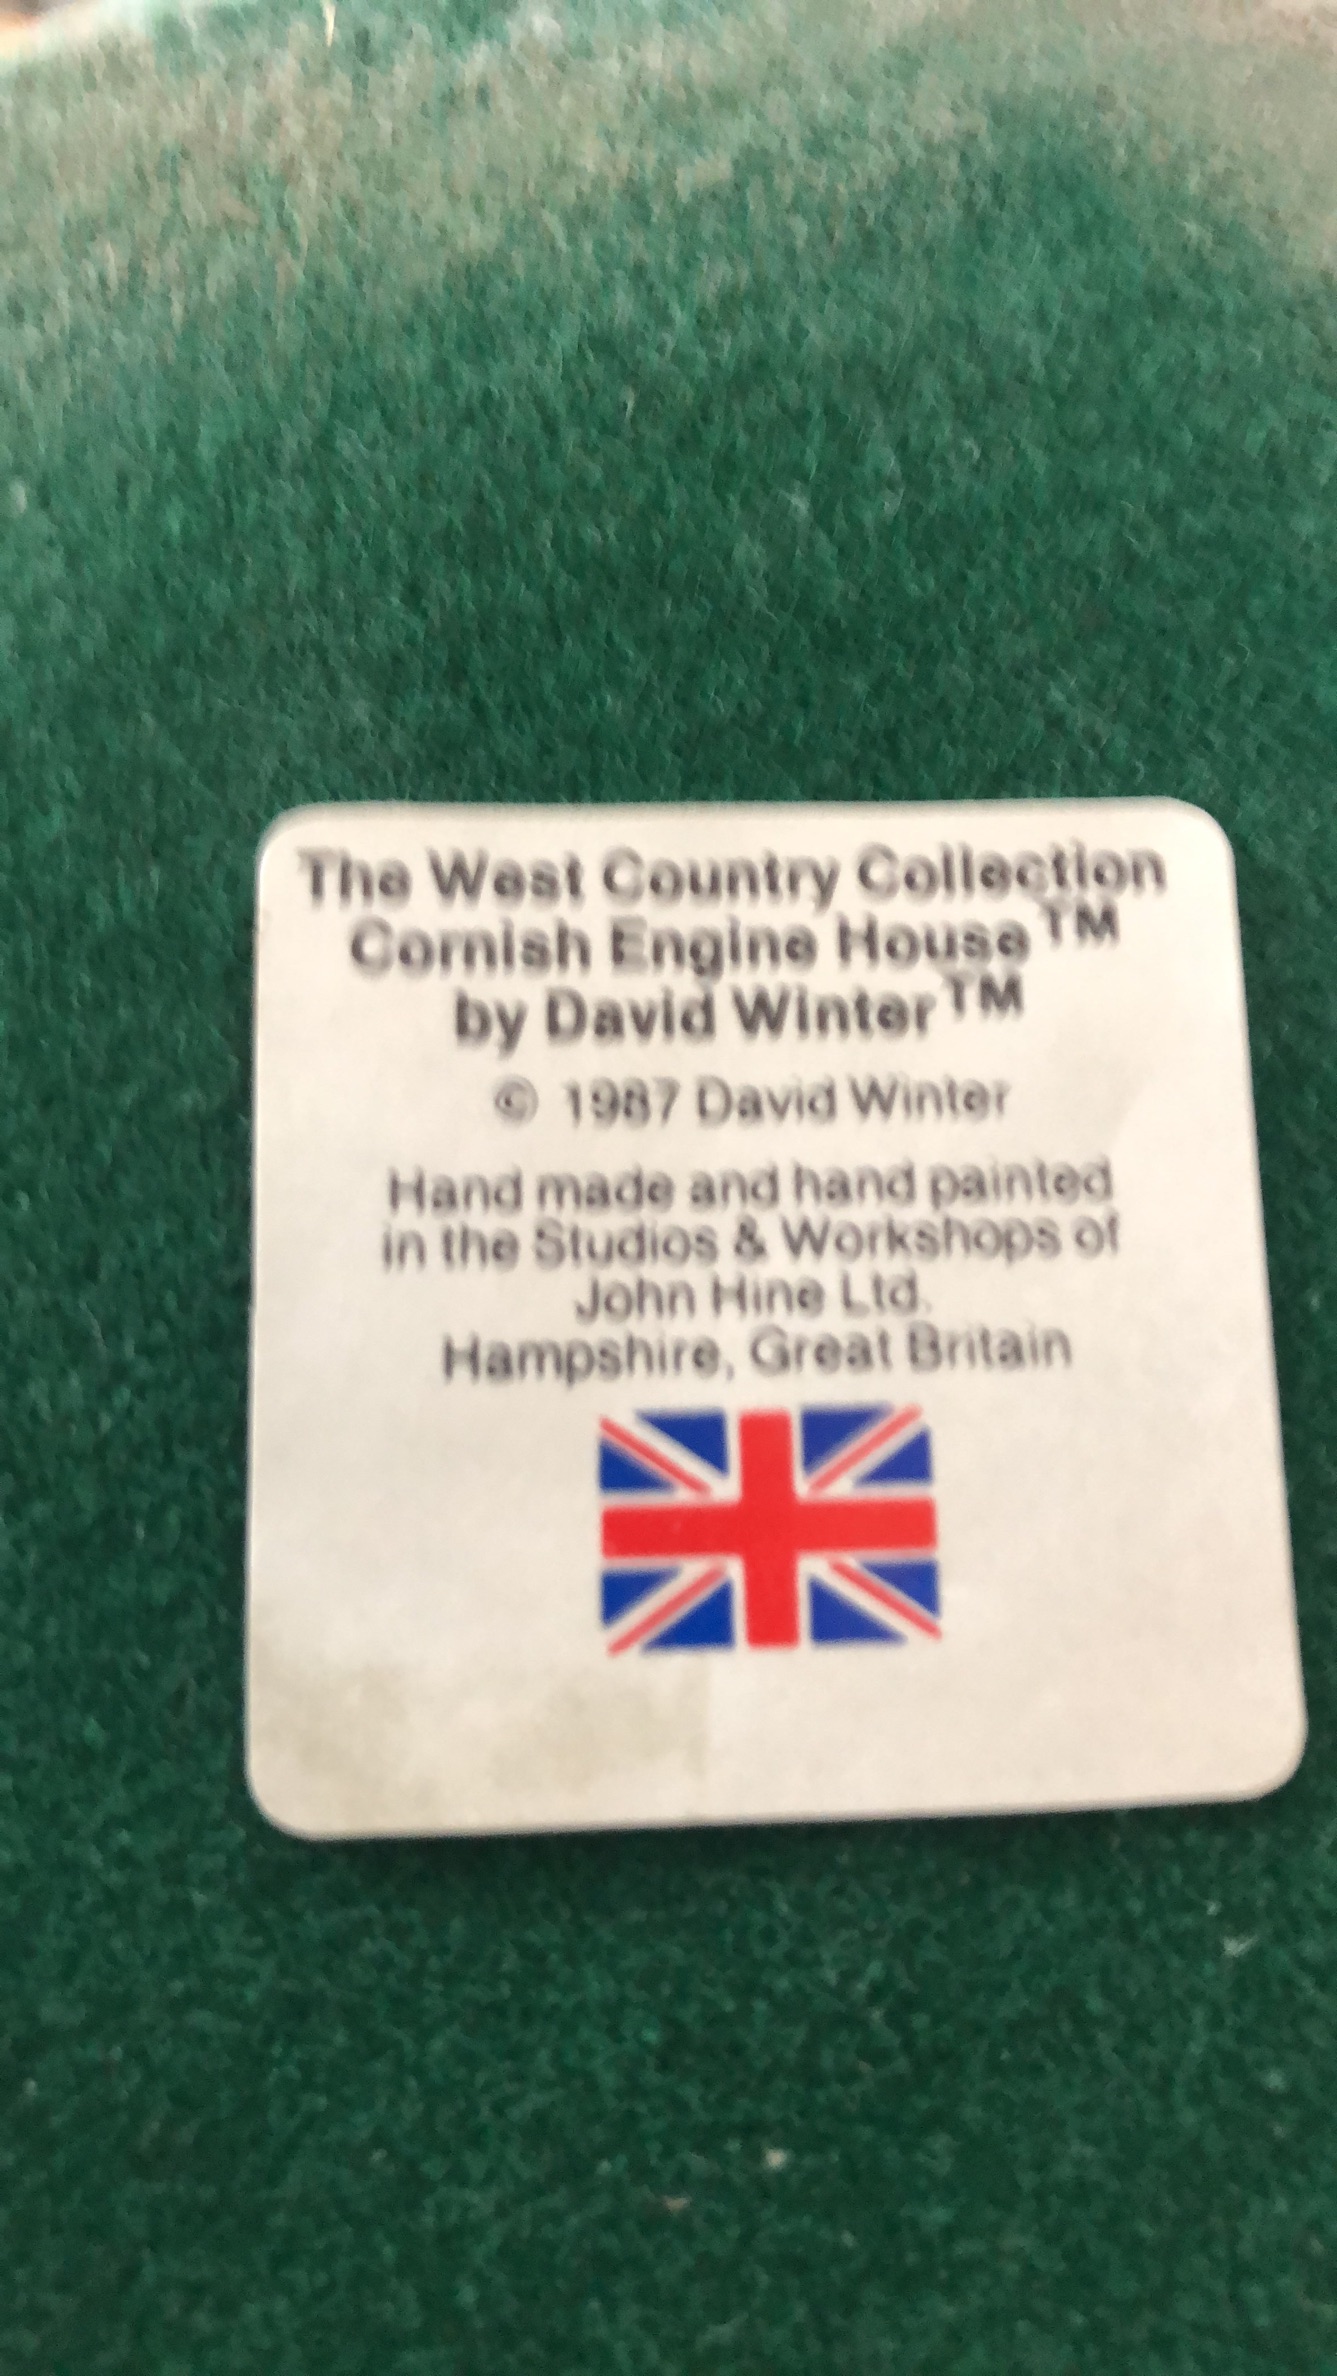 The West Country Collection
Cornish Engine House™
by David Winter™
© 1987 David Winter
Hand made and hand painted
in the Studios & Workshops of
John Hine Ltd.
Hampshire, Great Britain